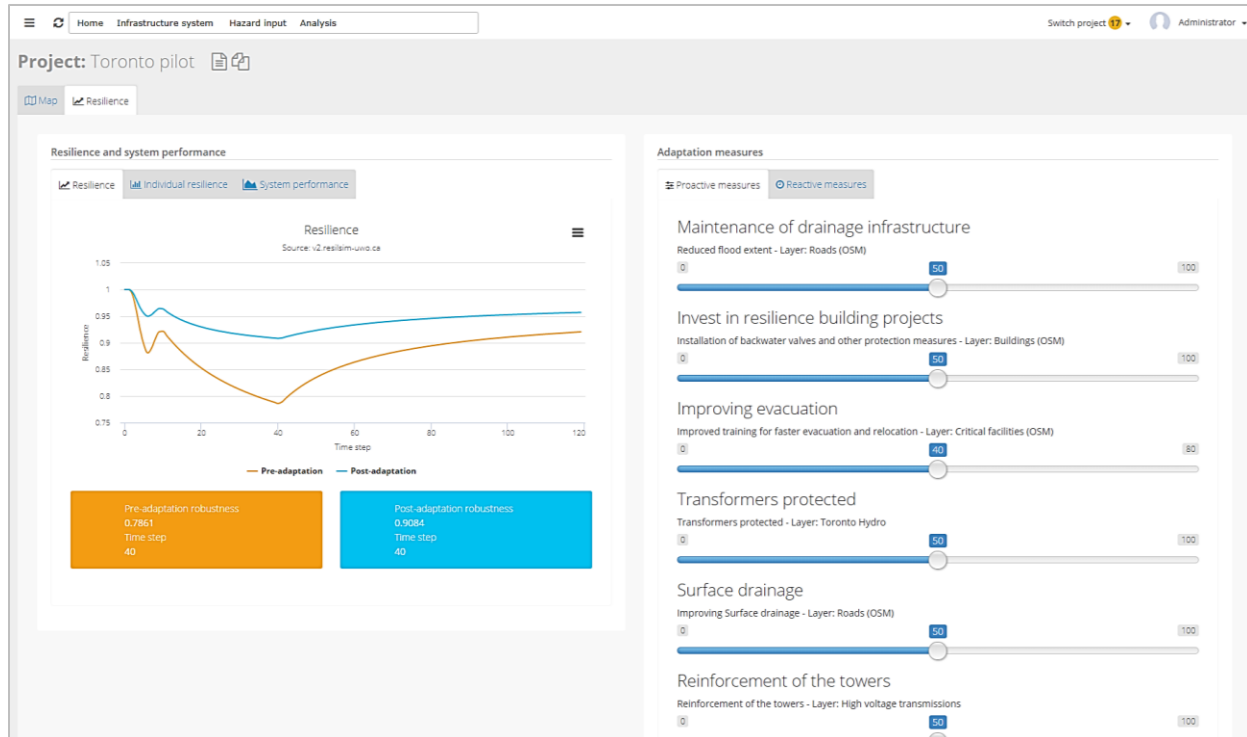 Home Infrastructure system Hazard input Analysis
Switch project 17
Administrator
Project: Toronto pilot
Map Resilience
Resilience and system performance
Resilience Individual resilience System performance
Resilience
Source: v2.resilsim-uwo.ca
1.05
1
0.95
0.9
0.85
0.8
0.75
Resilience
0 20 40 60 80 100 120
Time step
Pre-adaptation Post-adaptation
Pre-adaptation robustness
0.7861
Time step
40
Post-adaptation robustness
0.9084
Time step
40
Adaptation measures
Proactive measures Reactive measures
Maintenance of drainage infrastructure
Reduced flood extent - Layer: Roads (OSM)
0 50 100
Invest in resilience building projects
Installation of backwater valves and other protection measures - Layer: Buildings (OSM)
0 50 100
Improving evacuation
Improved training for faster evacuation and relocation - Layer: Critical facilities (OSM)
0 40 80
Transformers protected
Transformers protected - Layer: Toronto Hydro
0 50 100
Surface drainage
Improving Surface drainage - Layer: Roads (OSM)
0 50 100
Reinforcement of the towers
Reinforcement of the towers - Layer: High voltage transmissions
0 50 100